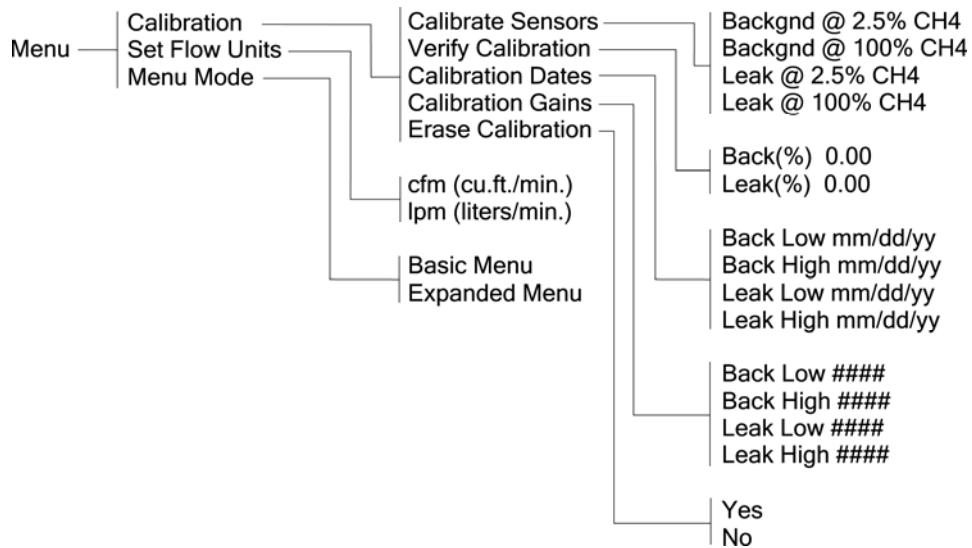 Menu
Calibration
Set Flow Units
Menu Mode
Calibrate Sensors
Verify Calibration
Calibration Dates
Calibration Gains
Erase Calibration
cfm (cu.ft./min.)
lpm (liters/min.)
Basic Menu
Expanded Menu
Backgnd @ 2.5% CH4
Backgnd @ 100% CH4
Leak @ 2.5% CH4
Leak @ 100% CH4
Back(%) 0.00
Leak(%) 0.00
Back Low mm/dd/yy
Back High mm/dd/yy
Leak Low mm/dd/yy
Leak High mm/dd/yy
Back Low ####
Back High ####
Leak Low ####
Leak High ####
Yes
No